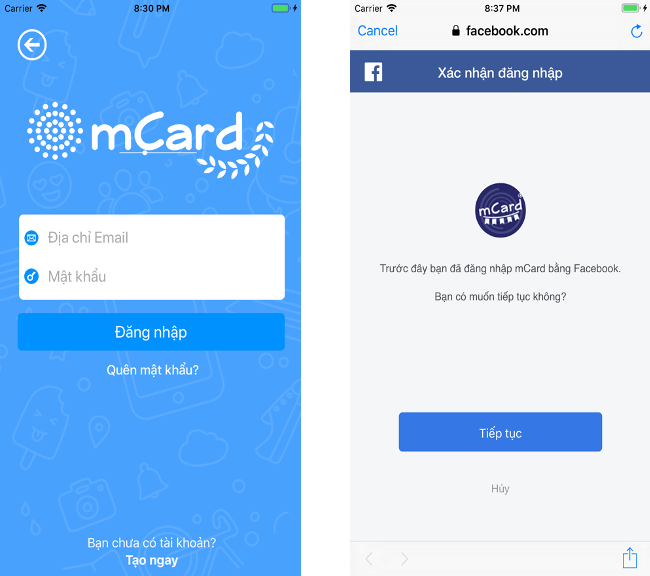 Carrier 8:30 PM
mCard
Địa chỉ Email
Mật khẩu
Đăng nhập
Quên mật khẩu?
Bạn chưa có tài khoản?
Tạo ngay
Carrier 8:37 PM
Cancel facebook.com
f Xác nhận đăng nhập
mCard
Trước đây bạn đã đăng nhập mCard bằng Facebook.
Bạn có muốn tiếp tục không?
Tiếp tục
Hủy